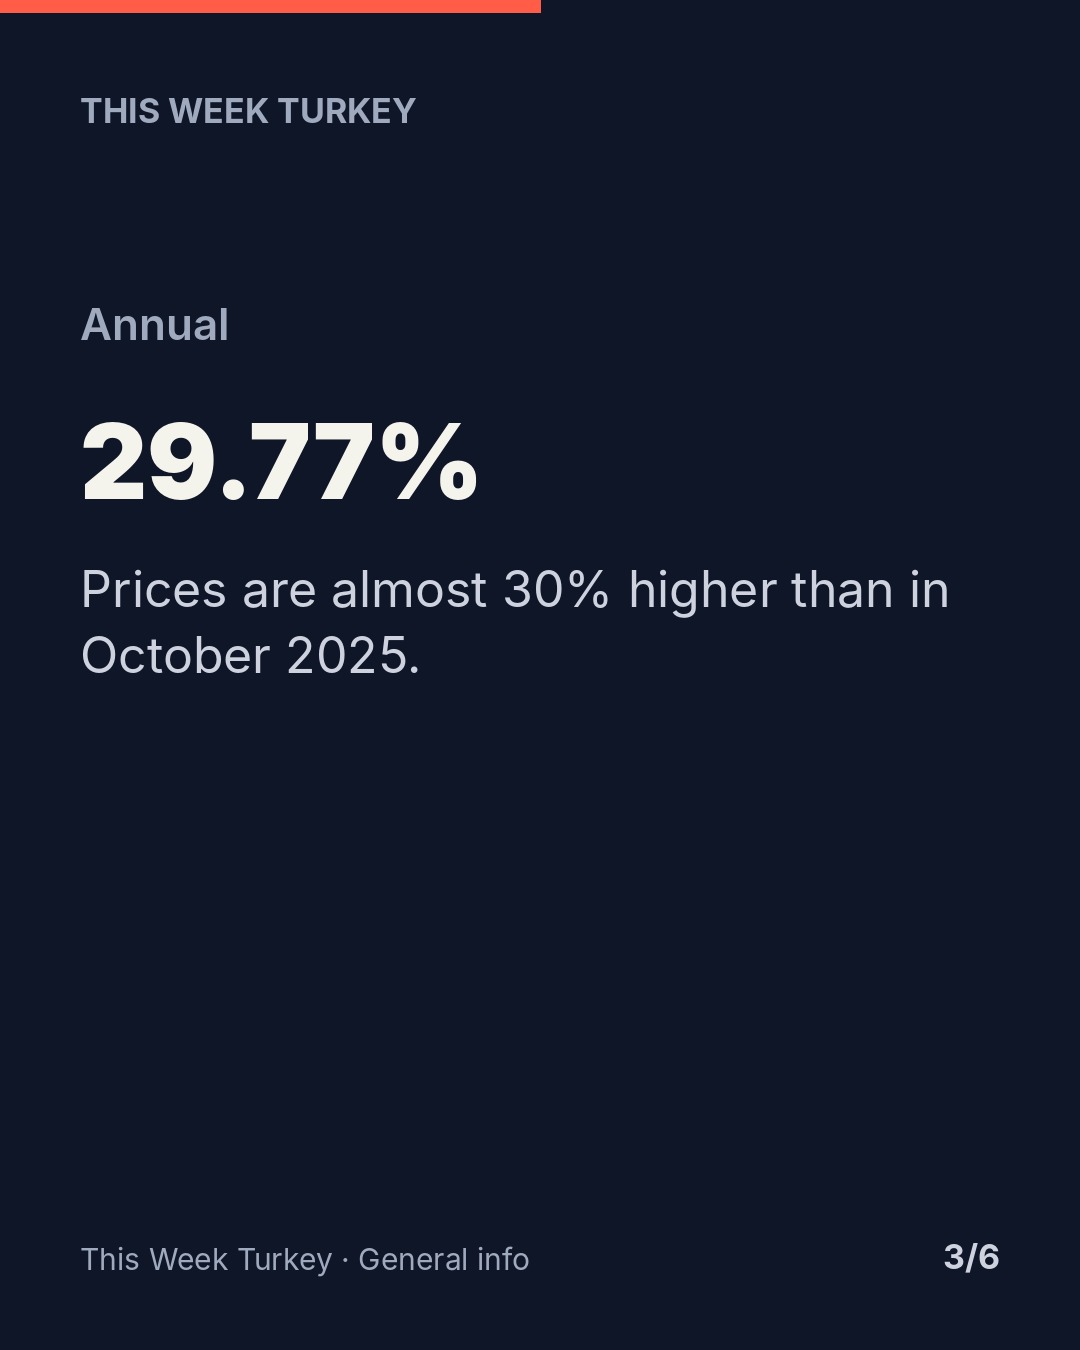 THIS WEEK TURKEY
Annual
29.77%
Prices are almost 30% higher than in
October 2025.
This Week Turkey · General info
3/6